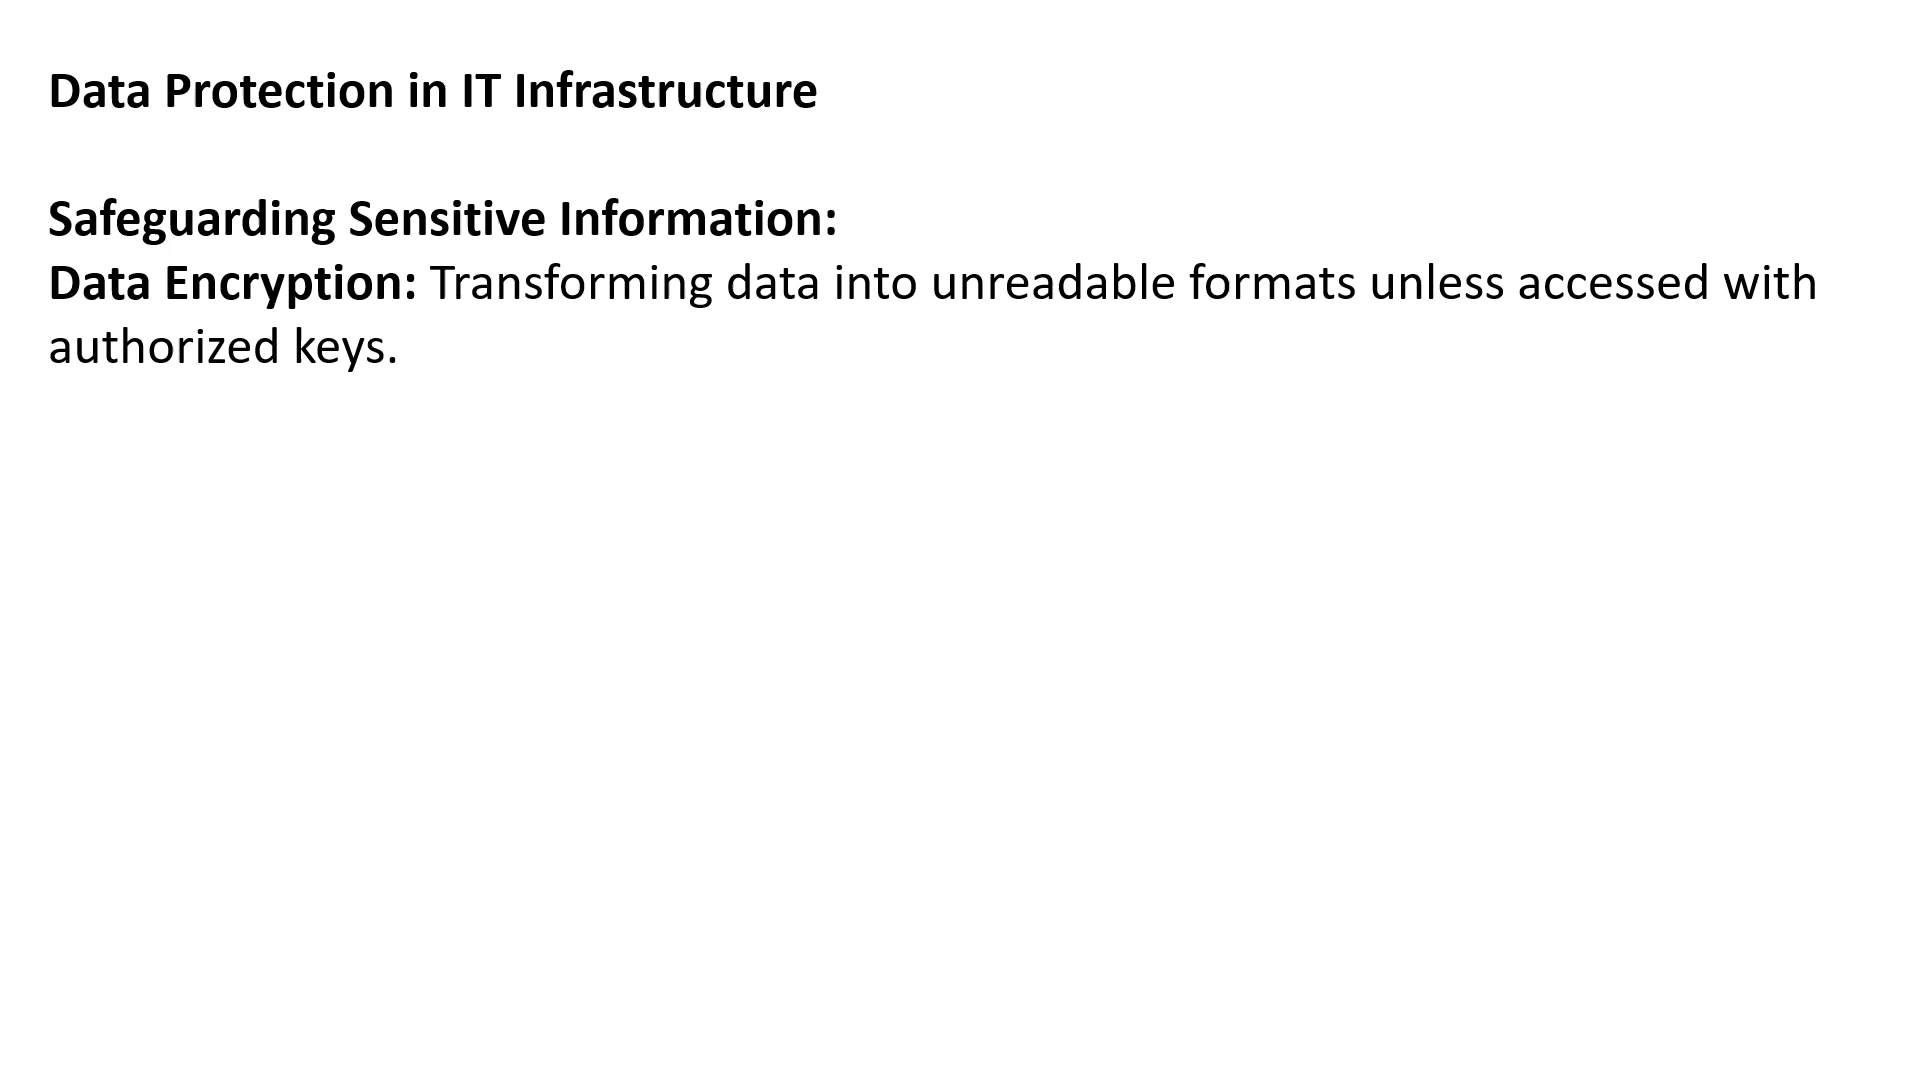 Data Protection in IT Infrastructure
Safeguarding Sensitive Information:
Data Encryption: Transforming data into unreadable formats unless accessed with
authorized keys.